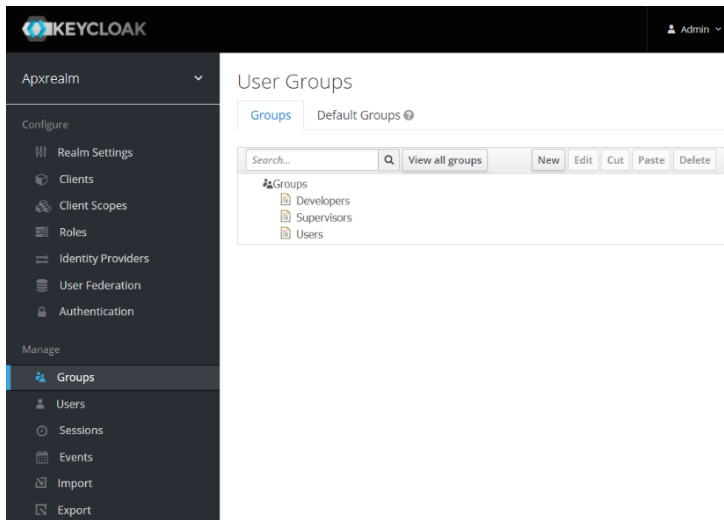 KEYCLOAK
Admin
Apxrealm
Configure
Realm Settings
Clients
Client Scopes
Roles
Identity Providers
User Federation
Authentication
Manage
Groups
Users
Sessions
Events
Import
Export
User Groups
Groups Default Groups
Search... View all groups New Edit Cut Paste Delete
Groups
Developers
Supervisors
Users